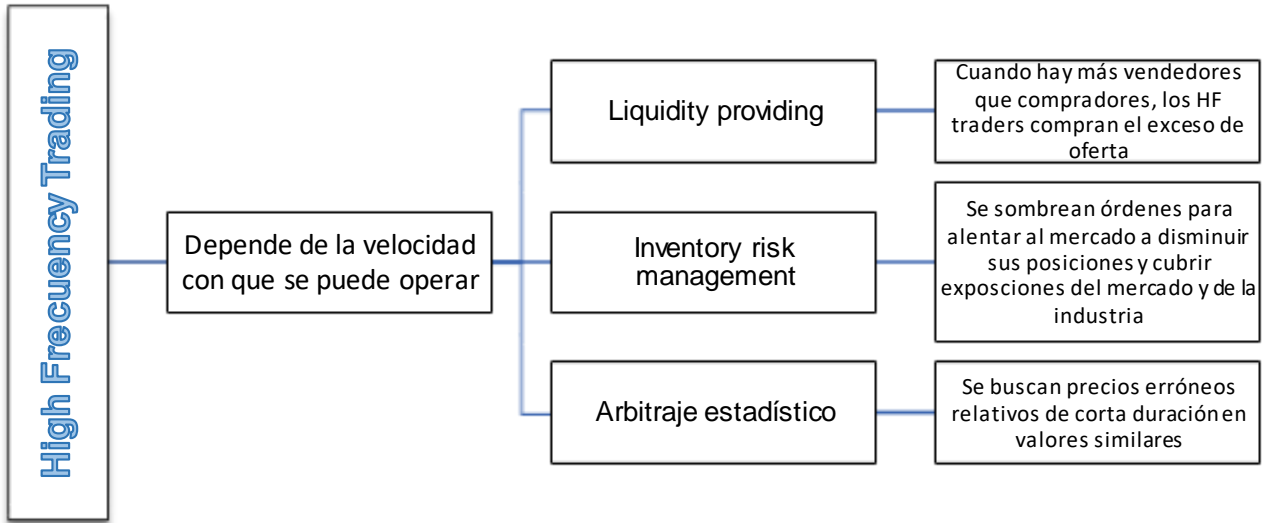 High Frecuency Trading
Depende de la velocidad
con que se puede operar
Liquidity providing
Cuando hay más vendedores
que compradores, los HF
traders compran el exceso de
oferta
Inventory risk
management
Se sombrean órdenes para
alentar al mercado a disminuir
sus posiciones y cubrir
exposciones del mercado y de la
industria
Arbitraje estadístico
Se buscan precios erróneos
relativos de corta duración en
valores similares